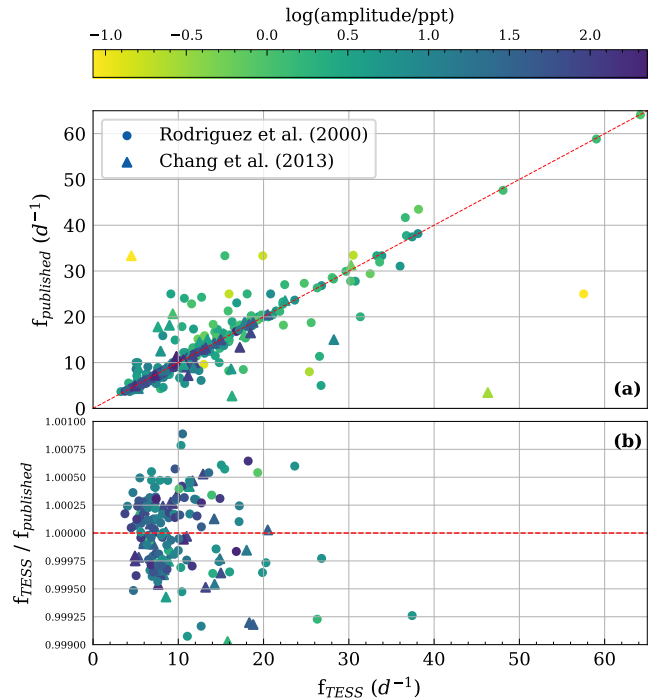 log(amplitude/ppt)
−1.0 −0.5 0.0 0.5 1.0 1.5 2.0
Rodriguez et al. (2000)
Chang et al. (2013)
60
50
40
30
20
10
0
f_published (d⁻¹)
(a)
1.00100
1.00075
1.00050
1.00025
1.00000
0.99975
0.99950
0.99925
0.99900
f_TESS / f_published
(b)
0 10 20 30 40 50 60
f_TESS (d⁻¹)